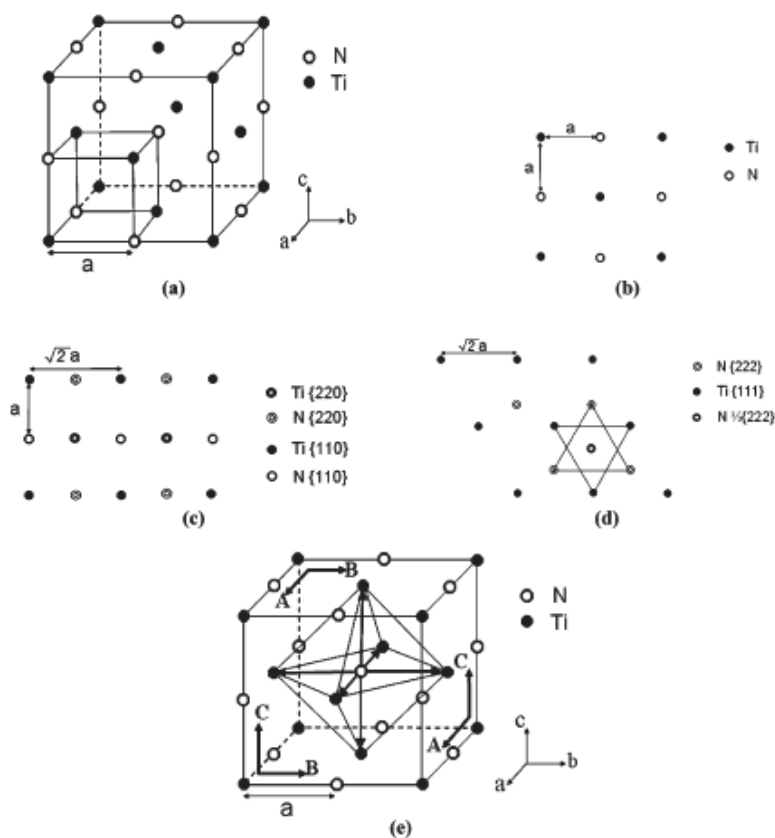 N
Ti
c
b
a
a
(a)
a
a
Ti
N
(b)
√2 a
a
Ti {220}
N {220}
Ti {110}
N {110}
(c)
√2 a
N {222}
Ti {111}
N ½{222}
(d)
B
A
C
A
C
B
N
Ti
c
b
a
a
(e)